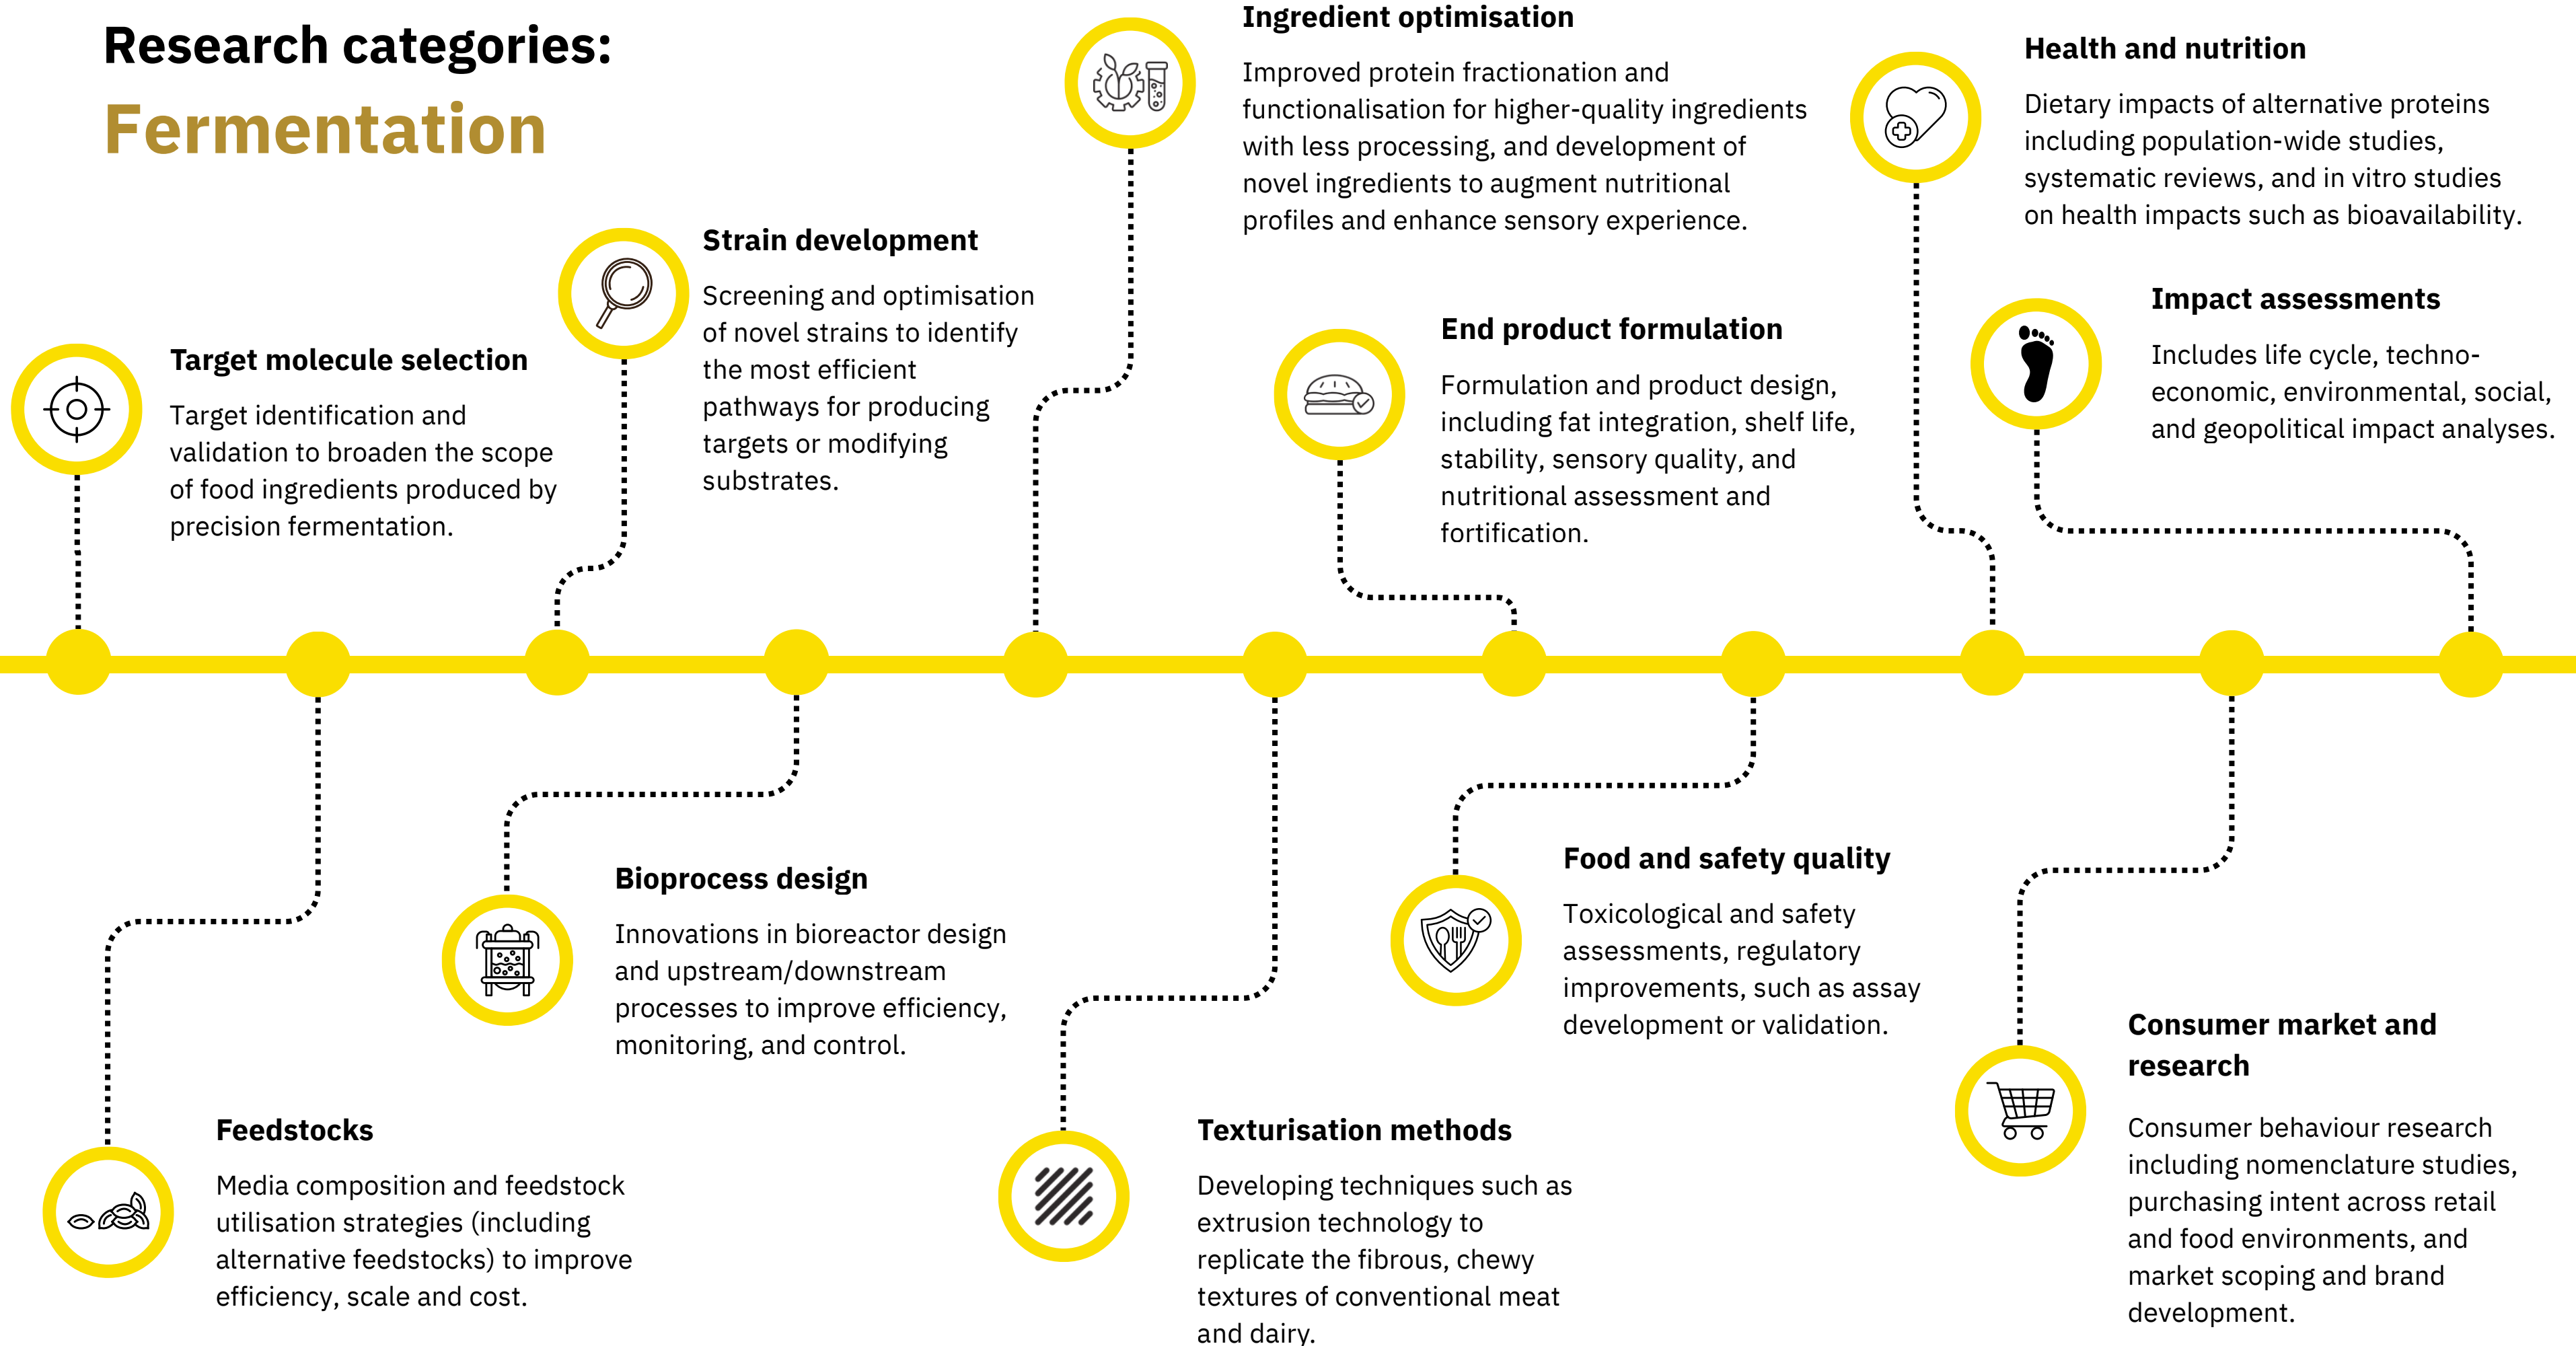 Research categories:
Fermentation
Target molecule selection
Target identification and
validation to broaden the scope
of food ingredients produced by
precision fermentation.
Strain development
Screening and optimisation
of novel strains to identify
the most efficient
pathways for producing
targets or modifying
substrates.
Ingredient optimisation
Improved protein fractionation and
functionalisation for higher-quality ingredients
with less processing, and development of
novel ingredients to augment nutritional
profiles and enhance sensory experience.
End product formulation
Formulation and product design,
including fat integration, shelf life,
stability, sensory quality, and
nutritional assessment and
fortification.
Health and nutrition
Dietary impacts of alternative proteins
including population-wide studies,
systematic reviews, and in vitro studies
on health impacts such as bioavailability.
Impact assessments
Includes life cycle, techno-
economic, environmental, social,
and geopolitical impact analyses.
Feedstocks
Media composition and feedstock
utilisation strategies (including
alternative feedstocks) to improve
efficiency, scale and cost.
Bioprocess design
Innovations in bioreactor design
and upstream/downstream
processes to improve efficiency,
monitoring, and control.
Texturisation methods
Developing techniques such as
extrusion technology to
replicate the fibrous, chewy
textures of conventional meat
and dairy.
Food and safety quality
Toxicological and safety
assessments, regulatory
improvements, such as assay
development or validation.
Consumer market and
research
Consumer behaviour research
including nomenclature studies,
purchasing intent across retail
and food environments, and
market scoping and brand
development.